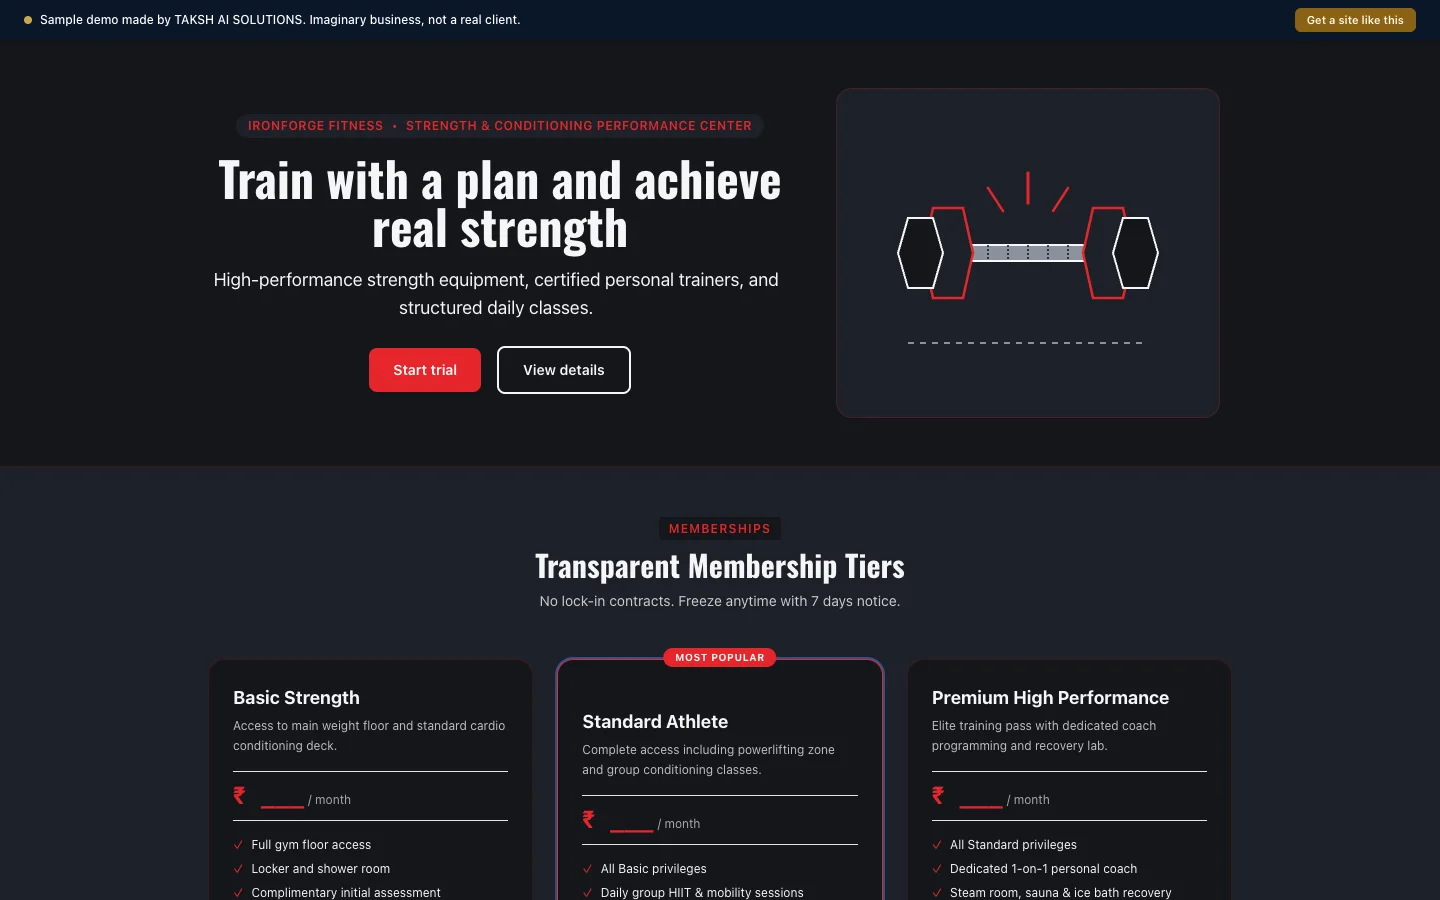 Sample demo made by TAKSH AI SOLUTIONS. Imaginary business, not a real client.
Get a site like this
IRONFORGE FITNESS • STRENGTH & CONDITIONING PERFORMANCE CENTER
Train with a plan and achieve
real strength
High-performance strength equipment, certified personal trainers, and
structured daily classes.
Start trial
View details
MEMBERSHIPS
Transparent Membership Tiers
No lock-in contracts. Freeze anytime with 7 days notice.
Basic Strength
Access to main weight floor and standard cardio
conditioning deck.
₹ ____ / month
✓ Full gym floor access
✓ Locker and shower room
✓ Complimentary initial assessment
MOST POPULAR
Standard Athlete
Complete access including powerlifting zone
and group conditioning classes.
₹ ____ / month
✓ All Basic privileges
✓ Daily group HIIT & mobility sessions
Premium High Performance
Elite training pass with dedicated coach
programming and recovery lab.
₹ ____ / month
✓ All Standard privileges
✓ Dedicated 1-on-1 personal coach
✓ Steam room, sauna & ice bath recovery